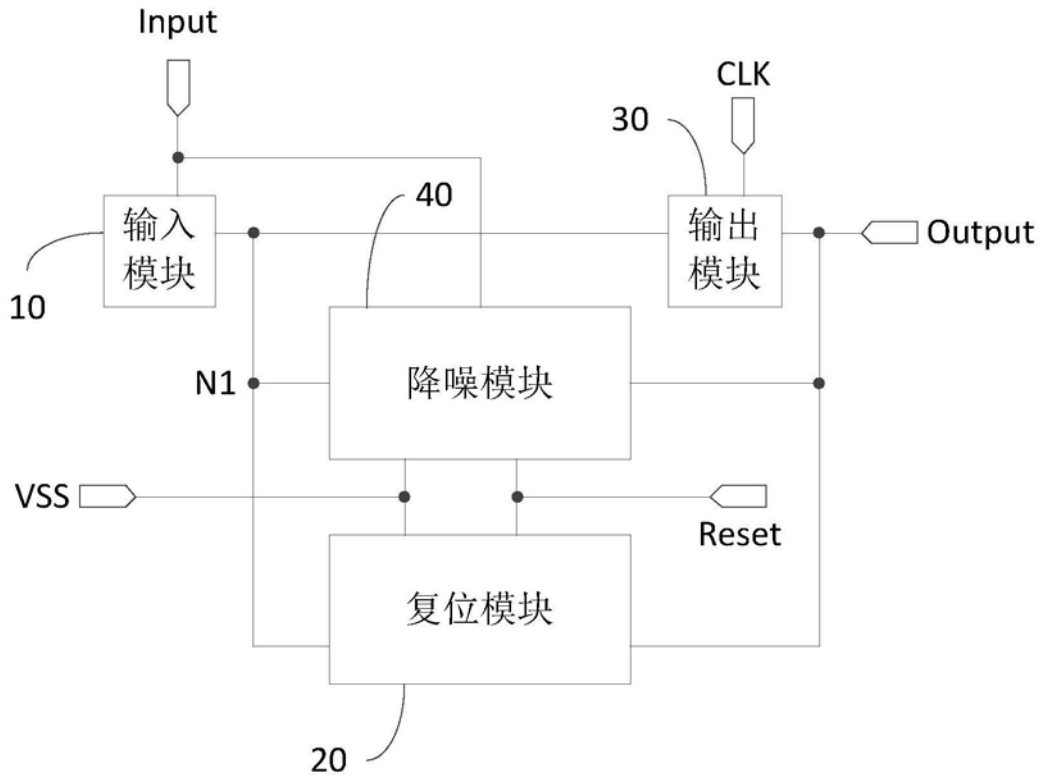 Input
CLK
30
40
输入
模块
输出
模块
Output
10
N1
降噪模块
VSS
Reset
复位模块
20